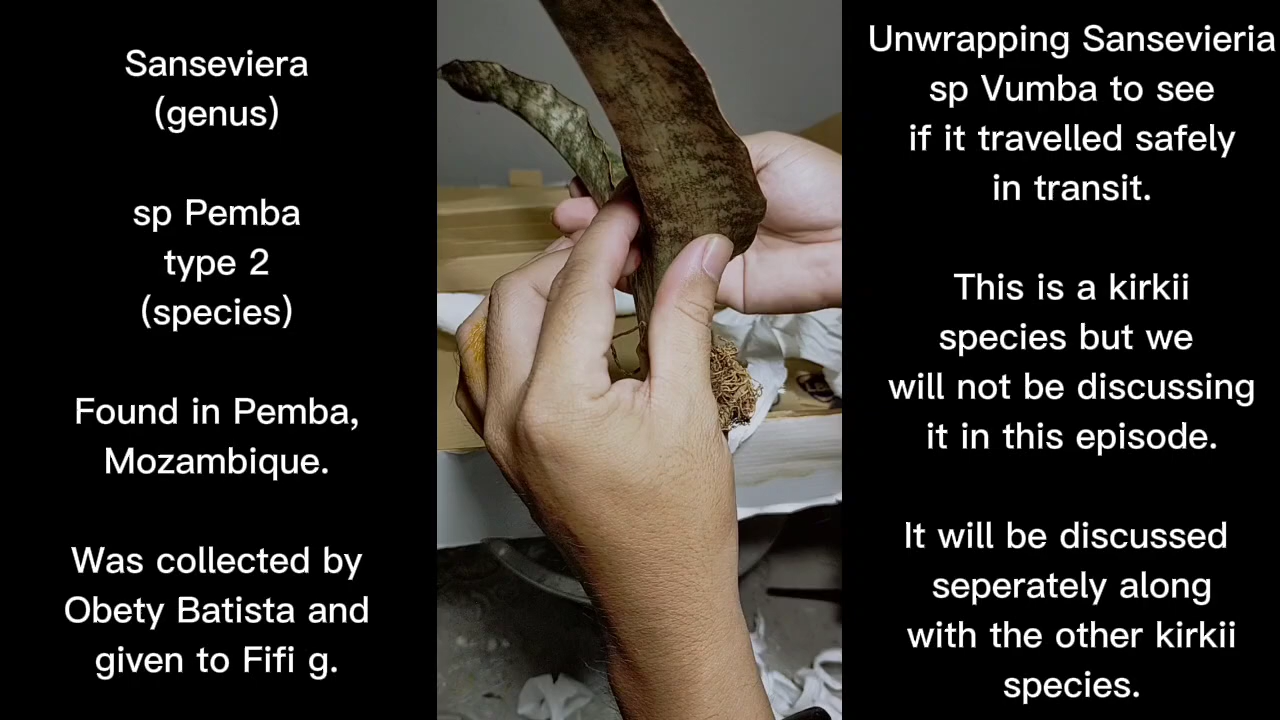 Sanseviera
(genus)
sp Pemba
type 2
(species)
Found in Pemba,
Mozambique.
Was collected by
Obety Batista and
given to Fifi g.
Unwrapping Sansevieria
sp Vumba to see
if it travelled safely
in transit.
This is a kirkii
species but we
will not be discussing
it in this episode.
It will be discussed
seperately along
with the other kirkii
species.